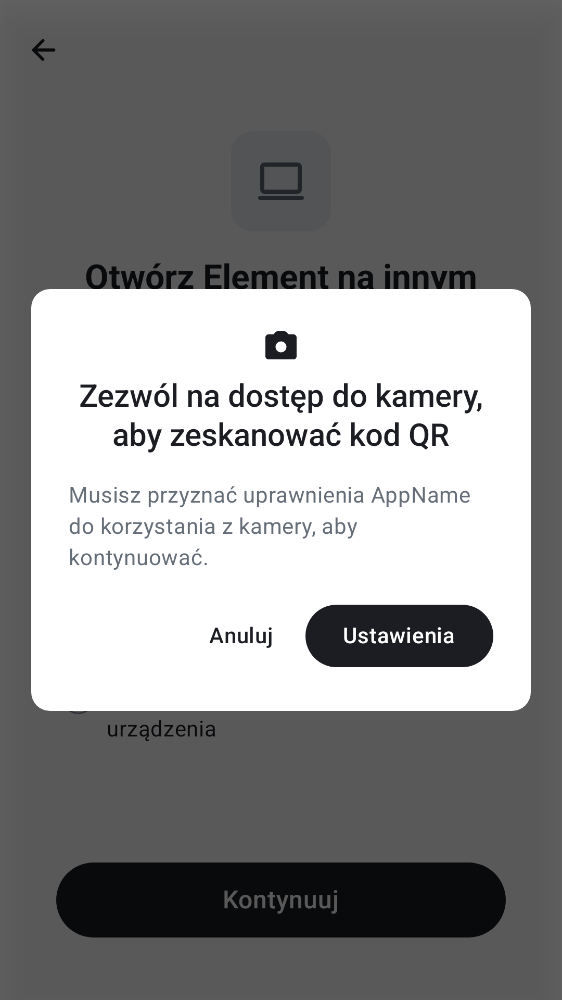 Otwórz Element na innym
Zezwól na dostęp do kamery,
aby zeskanować kod QR
Musisz przyznać uprawnienia AppName
do korzystania z kamery, aby
kontynuować.
Anuluj
Ustawienia
urządzenia
Kontynuuj